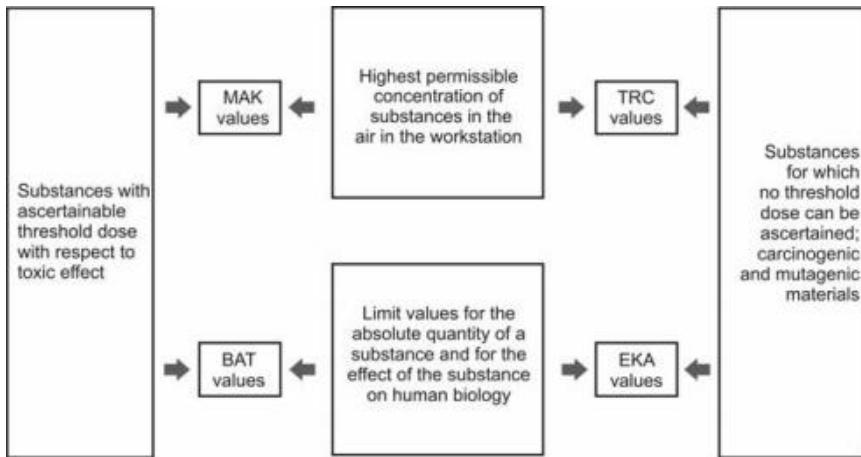 Substances with
ascertainable
threshold dose
with respect to
toxic effect
MAK
values
Highest permissible
concentration of
substances in the
air in the workstation
TRC
values
BAT
values
Limit values for the
absolute quantity of a
substance and for the
effect of the substance
on human biology
EKA
values
Substances
for which
no threshold
dose can be
ascertained;
carcinogenic
and mutagenic
materials